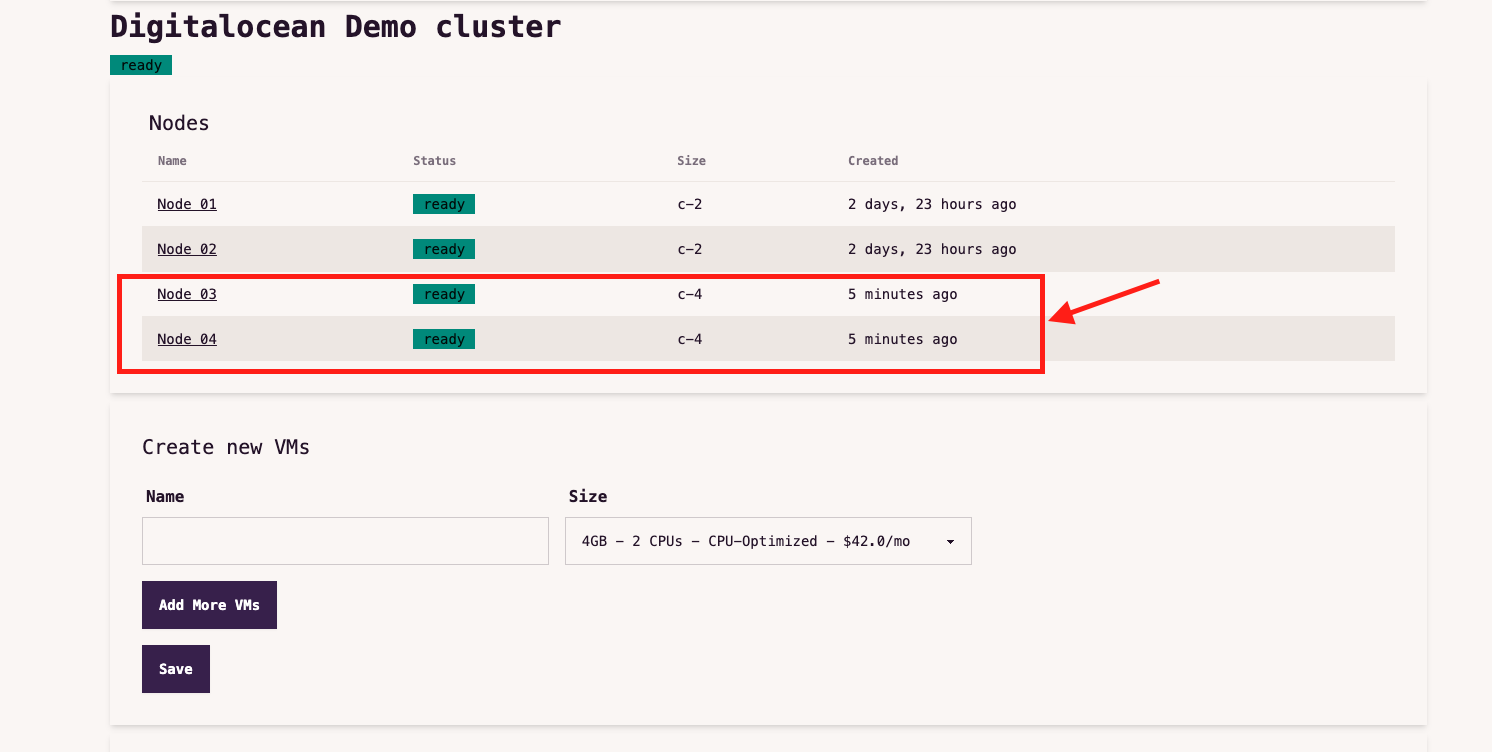 Digitalocean Demo cluster
ready
Nodes
Name Status Size Created
Node 01 ready c-2 2 days, 23 hours ago
Node 02 ready c-2 2 days, 23 hours ago
Node 03 ready c-4 5 minutes ago
Node 04 ready c-4 5 minutes ago
Create new VMs
Name Size
4GB - 2 CPUs - CPU-Optimized - $42.0/mo
Add More VMs
Save